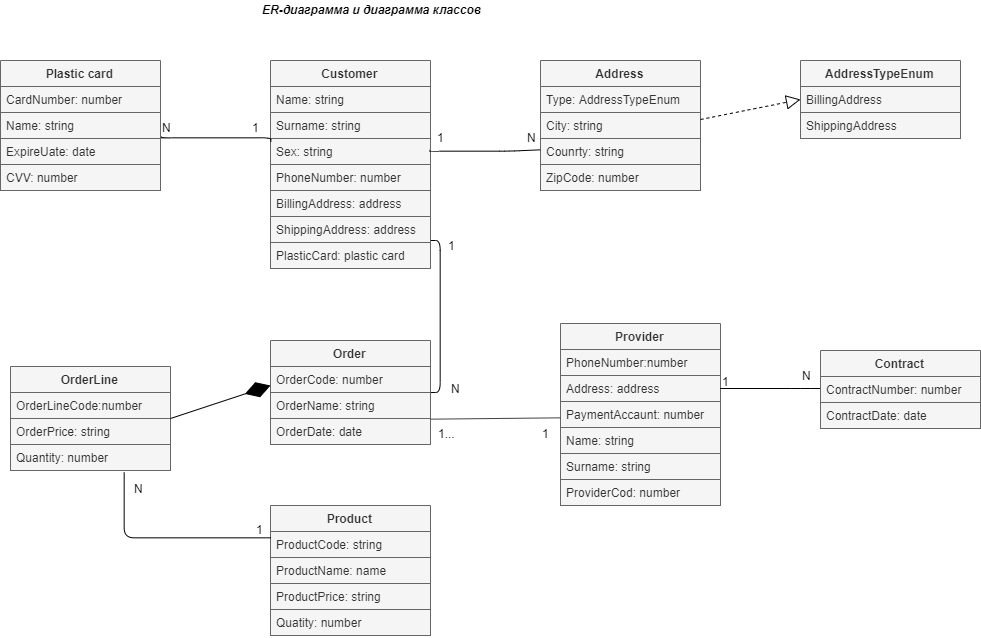 ER-диаграмма и диаграмма классов
Plastic card
CardNumber: number
Name: string
ExpireUate: date
CVV: number
N
1
Customer
Name: string
Surname: string
Sex: string
PhoneNumber: number
BillingAddress: address
ShippingAddress: address
PlasticCard: plastic card
1
N
Address
Type: AddressTypeEnum
City: string
Counrty: string
ZipCode: number
AddressTypeEnum
BillingAddress
ShippingAddress
1
N
OrderLine
OrderLineCode:number
OrderPrice: string
Quantity: number
Order
OrderCode: number
OrderName: string
OrderDate: date
1...
1
Provider
PhoneNumber:number
Address: address
PaymentAccaunt: number
Name: string
Surname: string
ProviderCod: number
1
N
Contract
ContractNumber: number
ContractDate: date
N
1
Product
ProductCode: string
ProductName: name
ProductPrice: string
Quatity: number